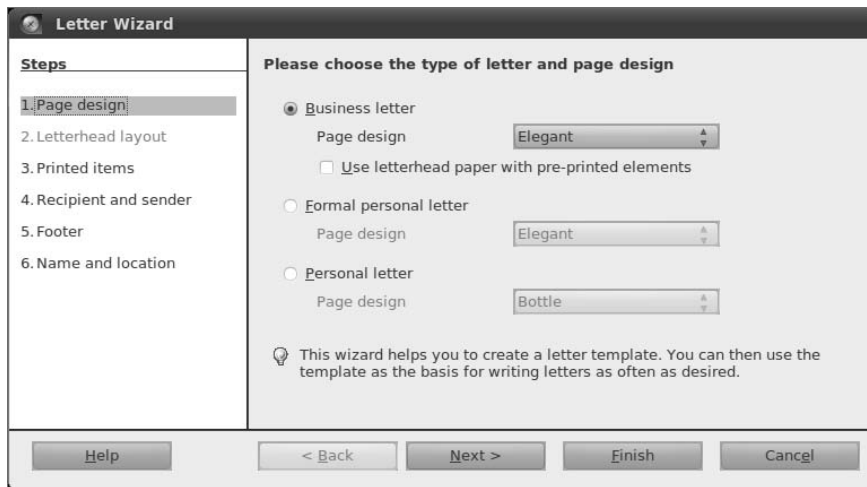 Letter Wizard
Steps
1. Page design
2. Letterhead layout
3. Printed items
4. Recipient and sender
5. Footer
6. Name and location
Please choose the type of letter and page design
Business letter
Page design Elegant
Use letterhead paper with pre-printed elements
Formal personal letter
Page design Elegant
Personal letter
Page design Bottle
This wizard helps you to create a letter template. You can then use the
template as the basis for writing letters as often as desired.
Help < Back Next > Finish Cancel